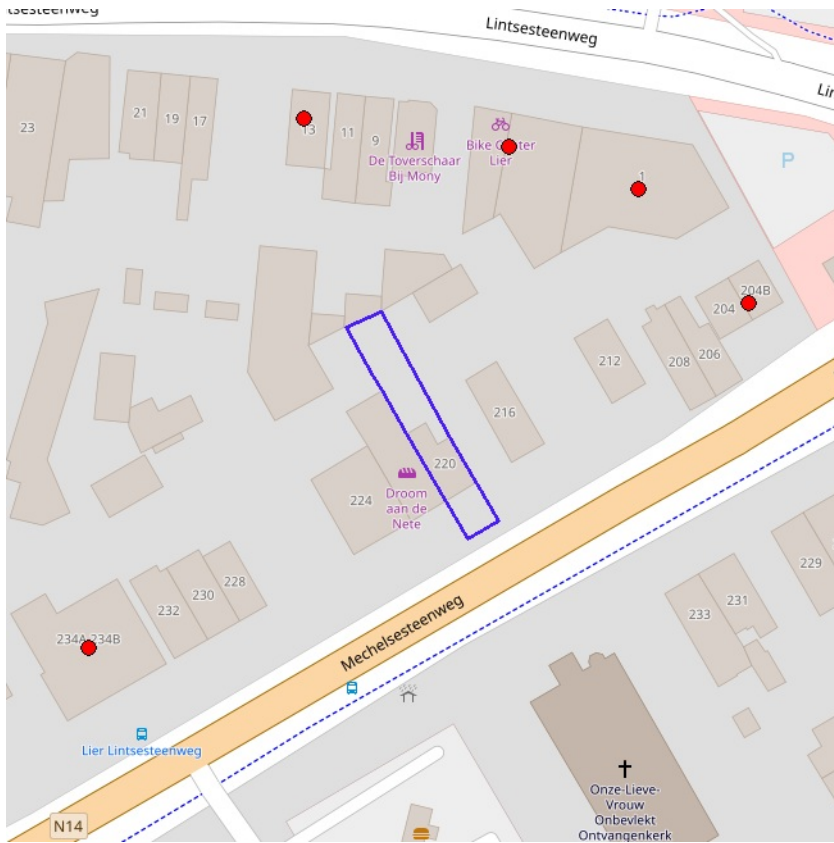 tsesteenweg
Lintsesteenweg
Lin
23
21
19
17
13
11
9
De Toverschaar
Bij Mony
Bike Center
Lier
1
P
204B
204
206
208
212
216
220
224
Droom
aan de
Nete
228
230
232
234A;234B
Mechelsesteenweg
229
231
233
Lier Lintsesteenweg
N14
Onze-Lieve-
Vrouw
Onbevlekt
Ontvangenkerk